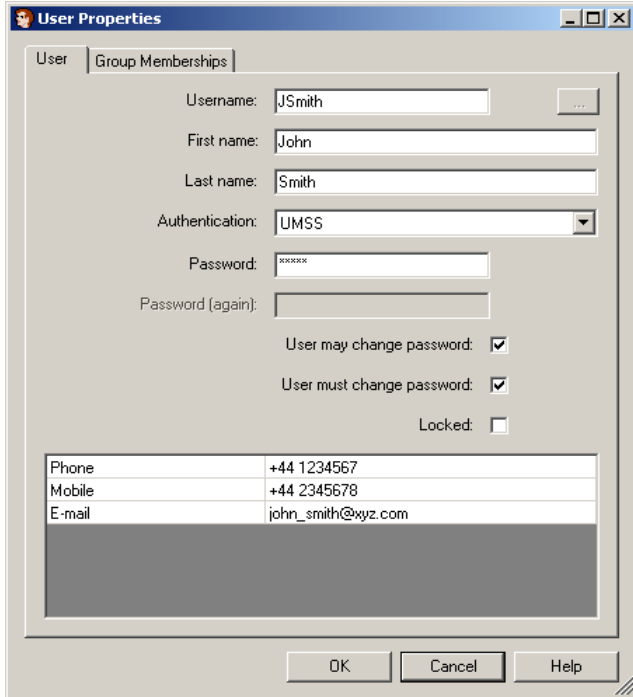 User Properties
User Group Memberships
Username: JSmith ...
First name: John
Last name: Smith
Authentication: UMSS
Password: *****
Password (again):
User may change password:
User must change password:
Locked:
Phone +44 1234567
Mobile +44 2345678
E-mail john_smith@xyz.com
OK Cancel Help